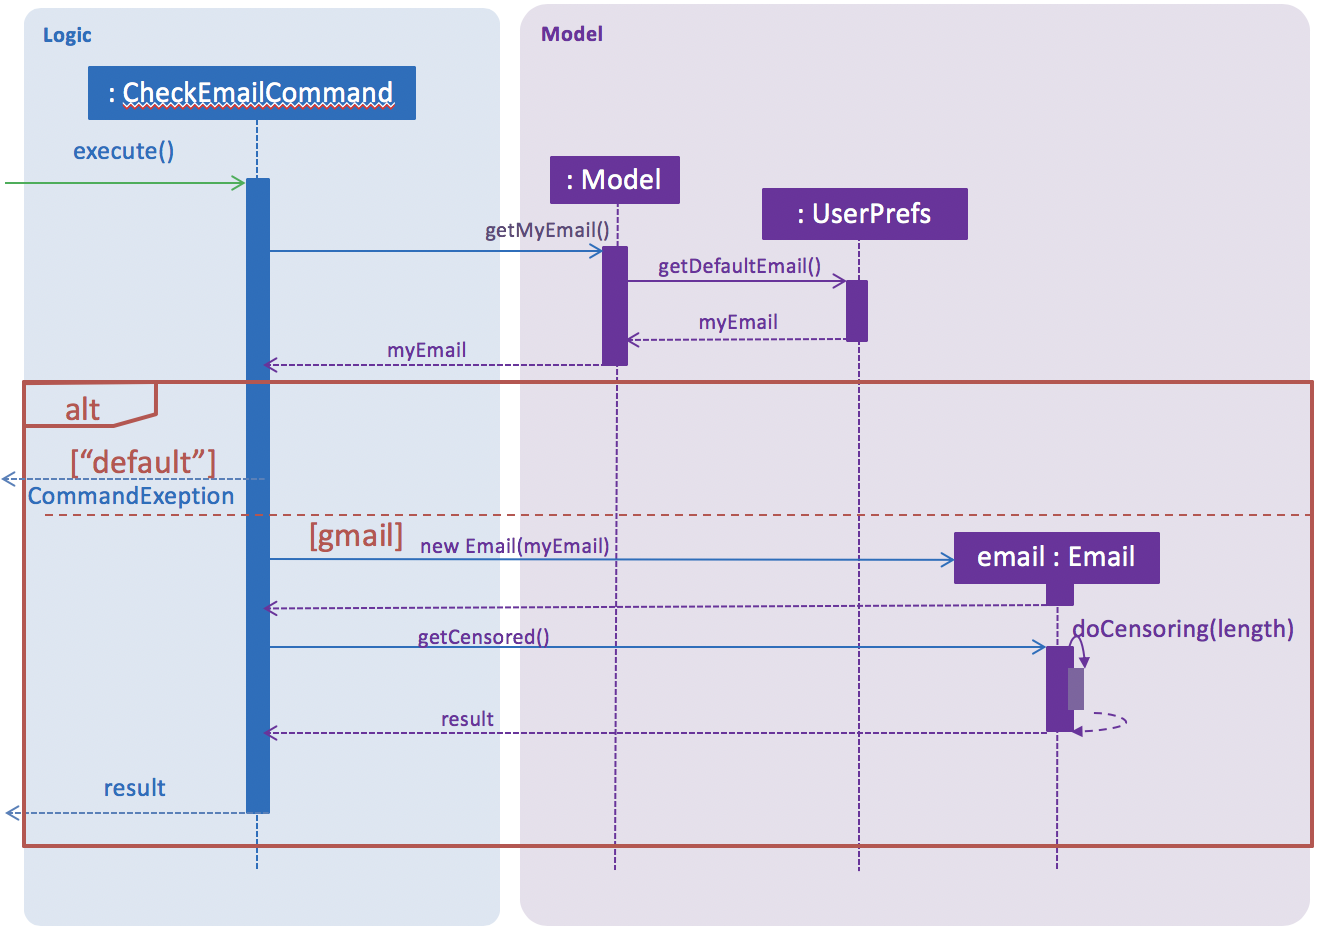 Logic
Model
: CheckEmailCommand
execute()
: Model
: UserPrefs
getMyEmail()
getDefaultEmail()
myEmail
myEmail
alt
[“default”]
CommandExeption
[gmail]
new Email(myEmail)
email : Email
doCensoring(length)
getCensored()
result
result